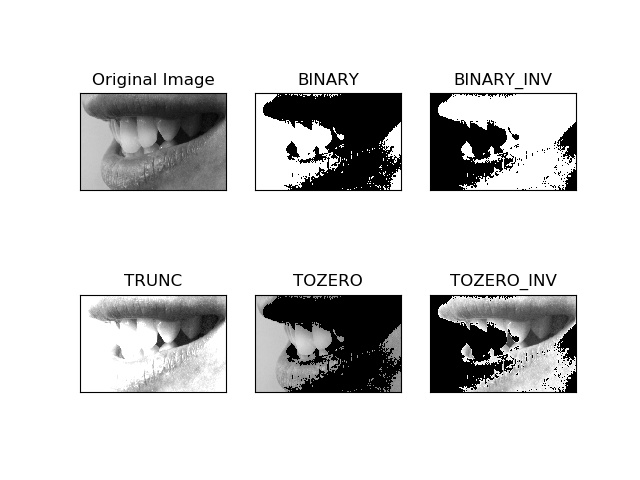 Original Image
BINARY
BINARY_INV
TRUNC
TOZERO
TOZERO_INV